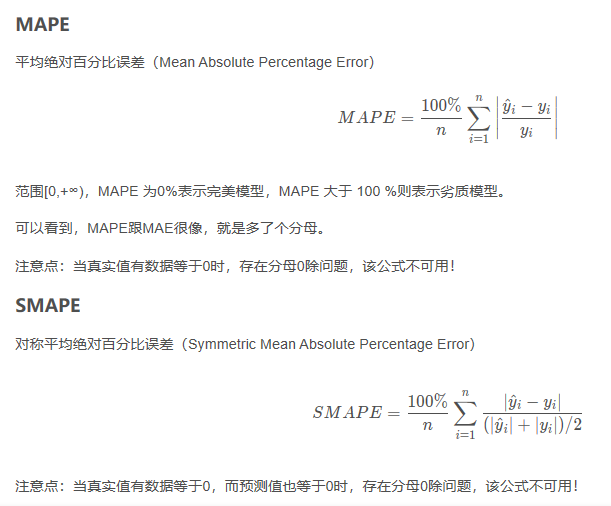 MAPE
平均绝对百分比误差（Mean Absolute Percentage Error）
MAPE = \frac{100\%}{n} \sum_{i=1}^{n} \left| \frac{\hat{y}_i - y_i}{y_i} \right|
范围[0,+∞)，MAPE 为0%表示完美模型，MAPE 大于 100 %则表示劣质模型。
可以看到，MAPE跟MAE很像，就是多了个分母。
注意点：当真实值有数据等于0时，存在分母0除问题，该公式不可用！
SMAPE
对称平均绝对百分比误差（Symmetric Mean Absolute Percentage Error）
SMAPE = \frac{100\%}{n} \sum_{i=1}^{n} \frac{|\hat{y}_i - y_i|}{(|\hat{y}_i| + |y_i|)/2}
注意点：当真实值有数据等于0，而预测值也等于0时，存在分母0除问题，该公式不可用！